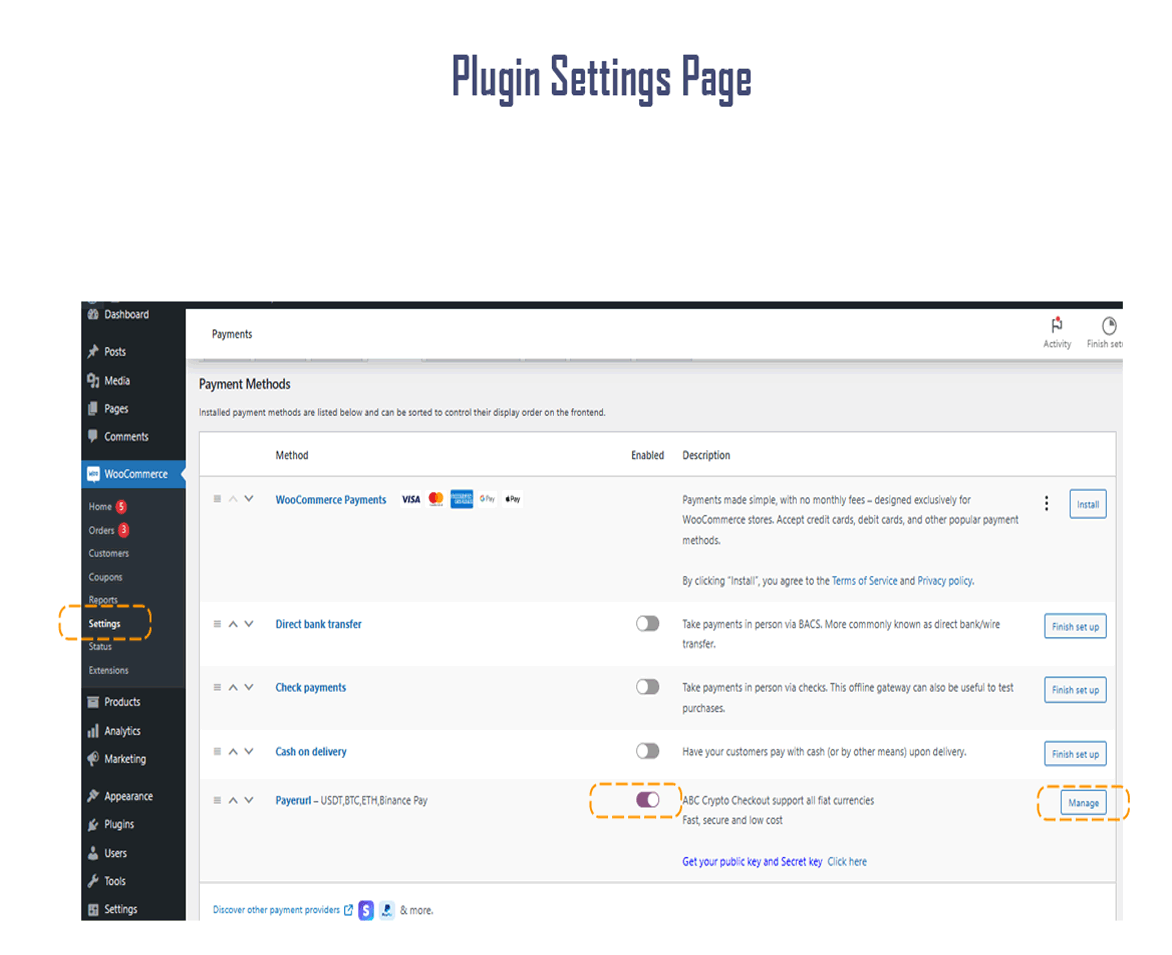 Plugin Settings Page
Dashboard
Posts
Media
Pages
Comments
WooCommerce
Home 5
Orders 3
Customers
Coupons
Reports
Settings
Status
Extensions
Products
Analytics
Marketing
Appearance
Plugins
Users
Tools
Settings
Payments
Activity
Finish set
Payment Methods
Installed payment methods are listed below and can be sorted to control their display order on the frontend.
Method Enabled Description
WooCommerce Payments VISA G Pay Pay
Payments made simple, with no monthly fees – designed exclusively for
WooCommerce stores. Accept credit cards, debit cards, and other popular payment
methods.
By clicking "Install", you agree to the Terms of Service and Privacy policy.
Install
Direct bank transfer
Take payments in person via BACS. More commonly known as direct bank/wire
transfer.
Finish set up
Check payments
Take payments in person via checks. This offline gateway can also be useful to test
purchases.
Finish set up
Cash on delivery
Have your customers pay with cash (or by other means) upon delivery.
Finish set up
Payerurl – USDT,BTC,ETH,Binance Pay
ABC Crypto Checkout support all fiat currencies
Fast, secure and low cost
Get your public key and Secret key Click here
Manage
Discover other payment providers S & more.